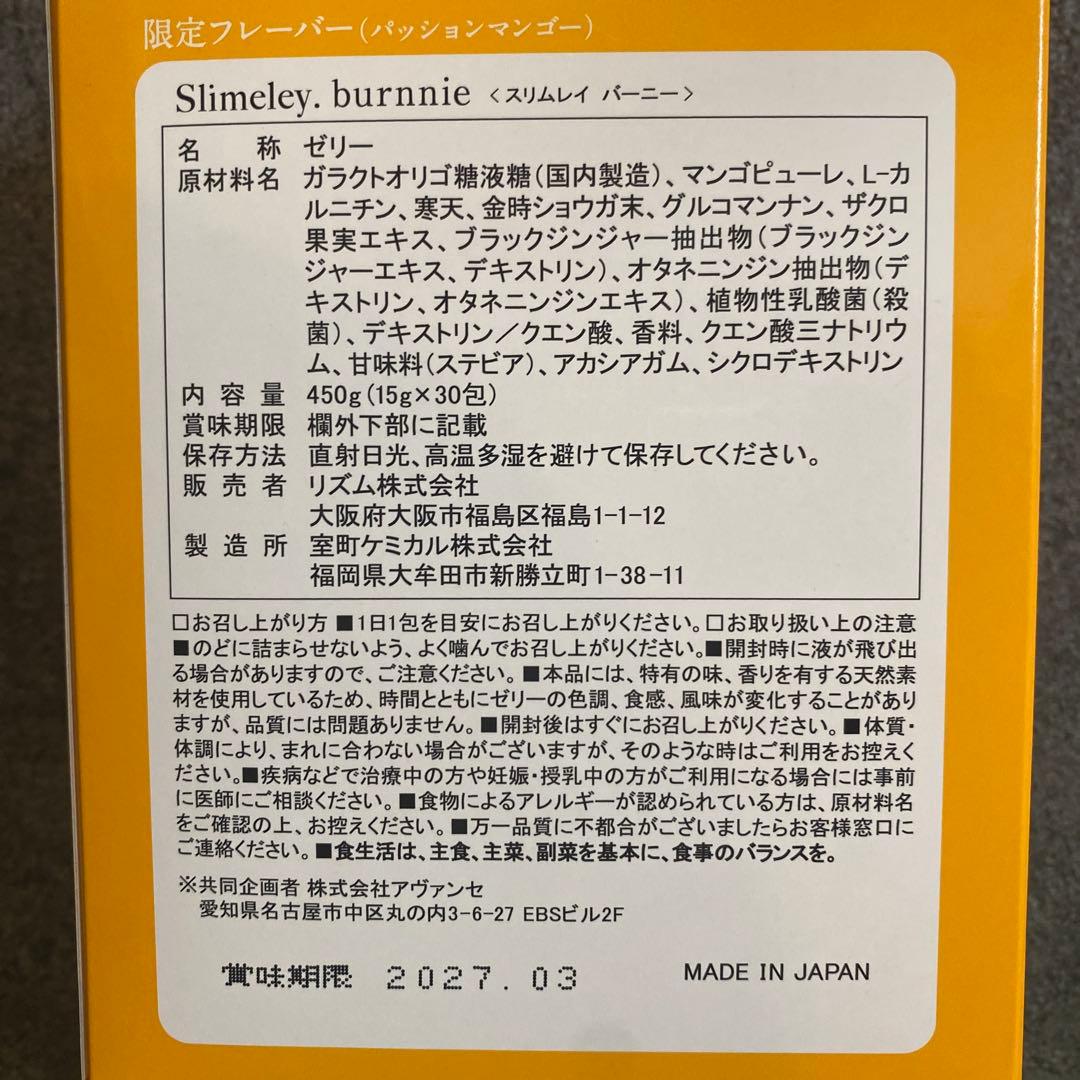 限定フレーバー(パッションマンゴー)
Slimeley. burnnie <スリムレイ バーニー>
名称 ゼリー
原材料名 ガラクトオリゴ糖液糖(国内製造)、マンゴピューレ、L-カ
ルニチン、寒天、金時ショウガ末、グルコマンナン、ザクロ
果実エキス、ブラックジンジャー抽出物(ブラックジン
ジャーエキス、デキストリン)、オタネニンジン抽出物(デ
キストリン、オタネニンジンエキス)、植物性乳酸菌(殺
菌)、デキストリン/クエン酸、香料、クエン酸三ナトリウ
ム、甘味料(ステビア)、アカシアガム、シクロデキストリン
内容量 450g(15g×30包)
賞味期限 欄外下部に記載
保存方法 直射日光、高温多湿を避けて保存してください。
販売者 リズム株式会社
大阪府大阪市福島区福島1-1-12
製造所 室町ケミカル株式会社
福岡県大牟田市新勝立町1-38-11
□お召し上がり方 ■1日1包を目安にお召し上がりください。□お取り扱い上の注意
■のどに詰まらせないよう、よく噛んでお召し上がりください。■開封時に液が飛び出
る場合がありますので、ご注意ください。■本品には、特有の味、香りを有する天然素
材を使用しているため、時間とともにゼリーの色調、食感、風味が変化することがあり
ますが、品質には問題ありません。■開封後はすぐにお召し上がりください。■体質・
体調により、まれに合わない場合がございますが、そのような時はご利用をお控えく
ださい。■疾病などで治療中の方や妊娠・授乳中の方がご利用になる場合には事前
に医師にご相談ください。■食物によるアレルギーが認められている方は、原材料名
をご確認の上、お控えください。■万一品質に不都合がございましたらお客様窓口に
ご連絡ください。■食生活は、主食、主菜、副菜を基本に、食事のバランスを。
※共同企画者 株式会社アヴァンセ
愛知県名古屋市中区丸の内3-6-27 EBSビル2F
賞味期限 2027.03 MADE IN JAPAN